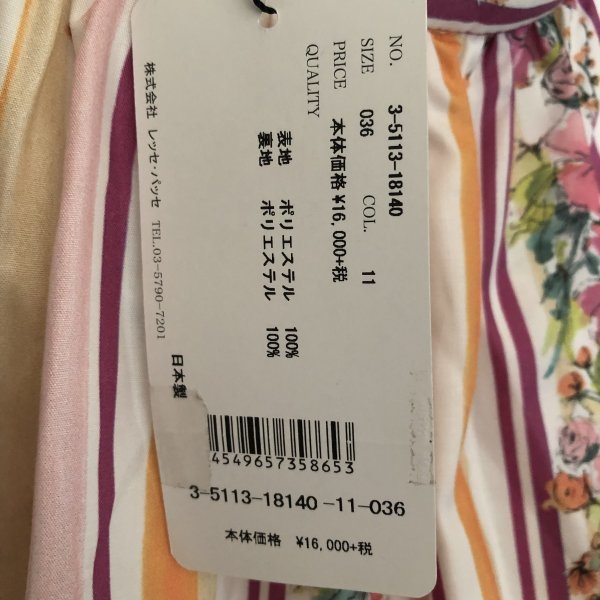 NO. 3-5113-18140
SIZE 036 COL. 11
PRICE 本体価格¥16,000+税
QUALITY
表地 ポリエステル 100%
裏地 ポリエステル 100%
日本製
株式会社 レッセ・パッセ TEL.03-5790-7201
4549657358653
3-5113-18140-11-036
本体価格 ¥16,000+税